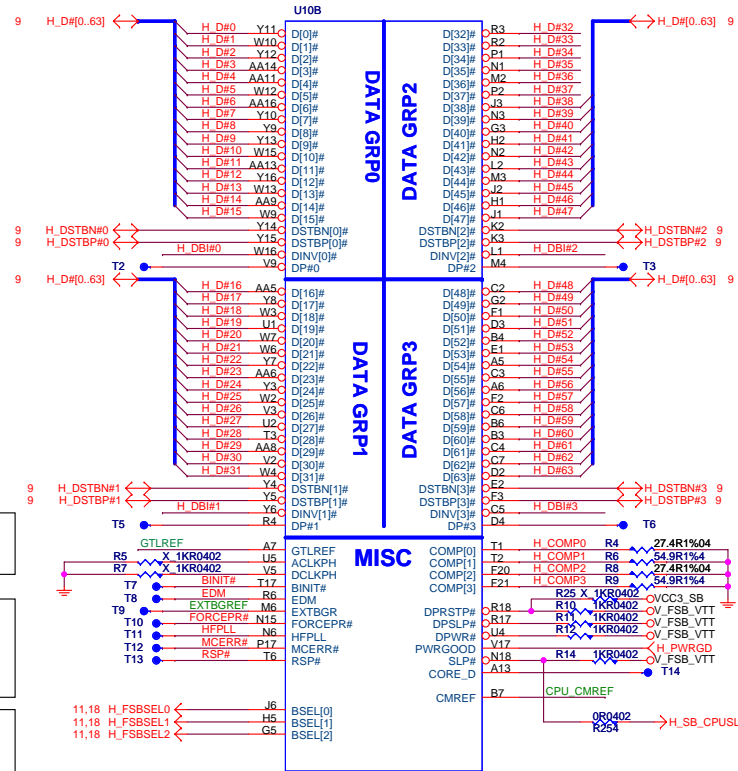 U10B
9 H_D#[0..63] H_D#[0..63] 9
H_D#0 Y11 D[0]# D[32]# R3 H_D#32
H_D#1 W10 D[1]# D[33]# R2 H_D#33
H_D#2 Y12 D[2]# D[34]# P1 H_D#34
H_D#3 AA14 D[3]# D[35]# N1 H_D#35
H_D#4 AA11 D[4]# D[36]# M2 H_D#36
H_D#5 W12 D[5]# D[37]# P2 H_D#37
H_D#6 AA16 D[6]# D[38]# J3 H_D#38
H_D#7 Y10 D[7]# D[39]# N3 H_D#39
H_D#8 Y9 D[8]# D[40]# G3 H_D#40
H_D#9 Y13 D[9]# D[41]# H2 H_D#41
H_D#10 W15 D[10]# D[42]# N2 H_D#42
H_D#11 AA13 D[11]# D[43]# L2 H_D#43
H_D#12 Y16 D[12]# D[44]# M3 H_D#44
H_D#13 W13 D[13]# D[45]# J2 H_D#45
H_D#14 AA9 D[14]# D[46]# H1 H_D#46
H_D#15 W9 D[15]# D[47]# J1 H_D#47
DATA GRP0 DATA GRP2
9 H_DSTBN#0 Y14 DSTBN[0]# DSTBN[2]# K2 H_DSTBN#2 9
9 H_DSTBP#0 Y15 DSTBP[0]# DSTBP[2]# K3 H_DSTBP#2 9
H_DBI#0 W16 DINV[0]# DINV[2]# L1 H_DBI#2
T2 V9 DP#0 DP#2 M4 T3
9 H_D#[0..63] H_D#[0..63] 9
H_D#16 AA5 D[16]# D[48]# C2 H_D#48
H_D#17 Y8 D[17]# D[49]# G2 H_D#49
H_D#18 W3 D[18]# D[50]# F1 H_D#50
H_D#19 U1 D[19]# D[51]# D3 H_D#51
H_D#20 W7 D[20]# D[52]# B4 H_D#52
H_D#21 W6 D[21]# D[53]# E1 H_D#53
H_D#22 Y7 D[22]# D[54]# A5 H_D#54
H_D#23 AA6 D[23]# D[55]# C3 H_D#55
H_D#24 Y3 D[24]# D[56]# A6 H_D#56
H_D#25 W2 D[25]# D[57]# F2 H_D#57
H_D#26 V3 D[26]# D[58]# C6 H_D#58
H_D#27 U2 D[27]# D[59]# B6 H_D#59
H_D#28 T3 D[28]# D[60]# B3 H_D#60
H_D#29 AA8 D[29]# D[61]# C4 H_D#61
H_D#30 V2 D[30]# D[62]# C7 H_D#62
H_D#31 W4 D[31]# D[63]# D2 H_D#63
DATA GRP1 DATA GRP3
9 H_DSTBN#1 Y4 DSTBN[1]# DSTBN[3]# E2 H_DSTBN#3 9
9 H_DSTBP#1 Y5 DSTBP[1]# DSTBP[3]# F3 H_DSTBP#3 9
H_DBI#1 Y6 DINV[1]# DINV[3]# C5 H_DBI#3
T5 R4 DP#1 DP#3 D4 T6
MISC
GTLREF A7 GTLREF COMP[0] T1 H_COMP0 R4 27.4R1%04
R5 X_1KR0402 U5 ACLKPH COMP[1] T2 H_COMP1 R6 54.9R1%4
R7 X_1KR0402 V5 DCLKPH COMP[2] F20 H_COMP2 R8 27.4R1%04
T7 BINIT# T17 BINIT# COMP[3] F21 H_COMP3 R9 54.9R1%4
T8 EDM R6 EDM
T9 EXTBGREF M6 EXTBGR DPRSTP# R18 R25 X_1KR0402 VCC3_SB
T10 FORCEPR# N15 FORCEPR# DPSLP# R17 R10 1KR0402 V_FSB_VTT
T11 HFPLL N6 HFPLL DPWR# U4 R11 1KR0402 V_FSB_VTT
R12 1KR0402 V_FSB_VTT
T12 MCERR# P17 MCERR# PWRGOOD V17 H_PWRGD
T13 RSP# T6 RSP# SLP# N18 R14 1KR0402 V_FSB_VTT
CORE_D A13 T14
CMREF B7 CPU_CMREF
11,18 H_FSBSEL0 J6 BSEL[0]
11,18 H_FSBSEL1 H5 BSEL[1]
11,18 H_FSBSEL2 G5 BSEL[2]
0R0402 H_SB_CPUSL
R254